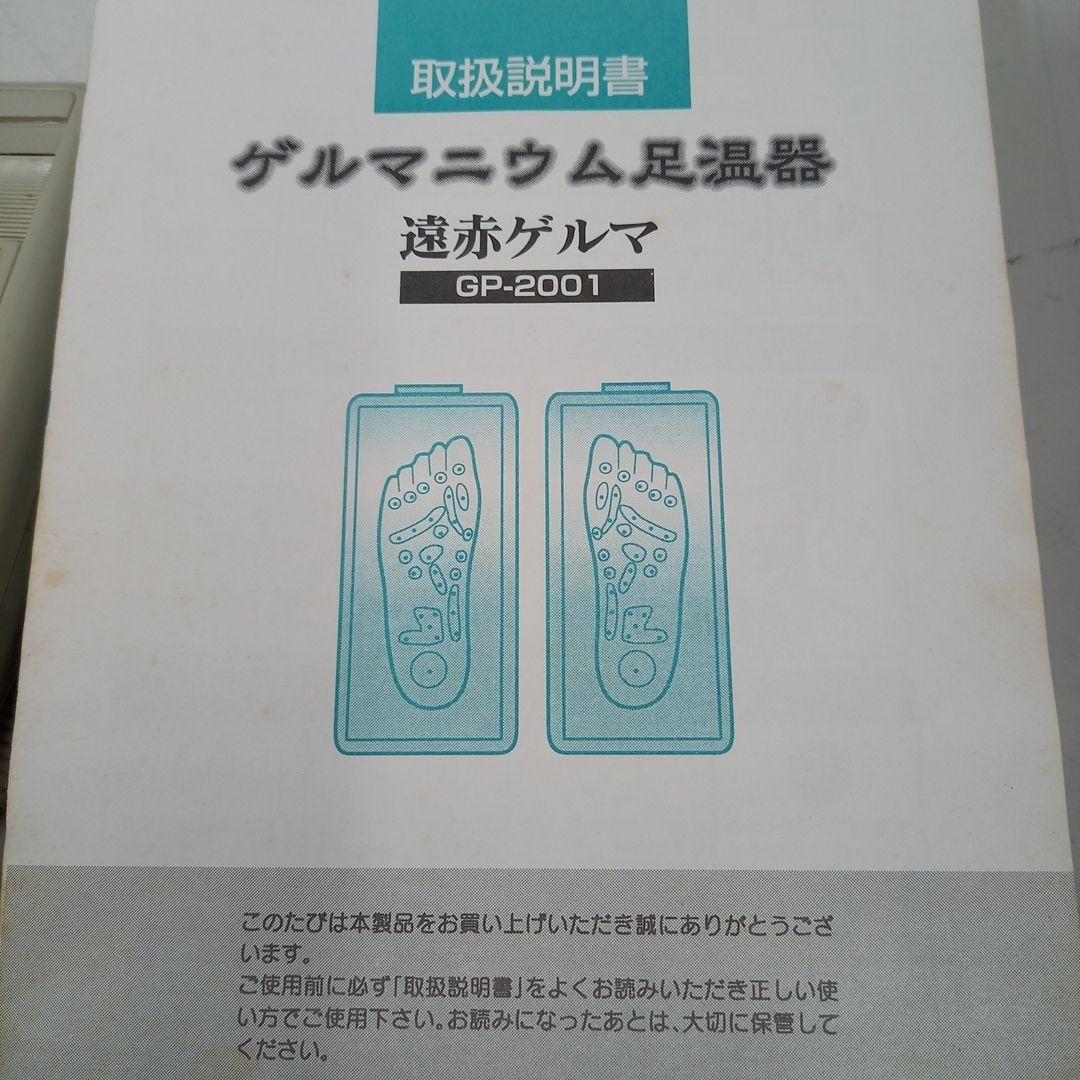 取扱説明書
ゲルマニウム足温器
遠赤ゲルマ
GP-2001
このたびは本製品をお買い上げいただき誠にありがとうござ
います。
ご使用前に必ず「取扱説明書」をよくお読みいただき正しい使
い方でご使用下さい。お読みになったあとは、大切に保管して
ください。